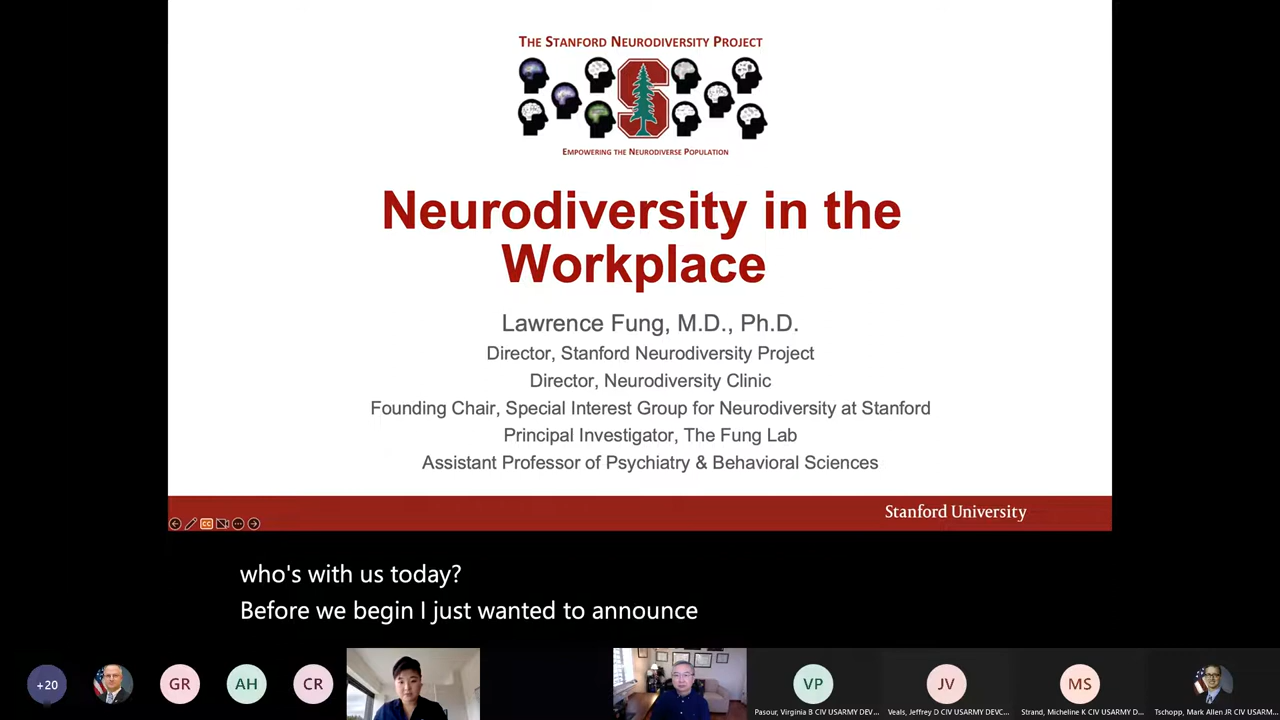 THE STANFORD NEURODIVERSITY PROJECT
S
EMPOWERING THE NEURODIVERSE POPULATION
Neurodiversity in the
Workplace
Lawrence Fung, M.D., Ph.D.
Director, Stanford Neurodiversity Project
Director, Neurodiversity Clinic
Founding Chair, Special Interest Group for Neurodiversity at Stanford
Principal Investigator, The Fung Lab
Assistant Professor of Psychiatry & Behavioral Sciences
Stanford University
CC
who's with us today?
Before we begin I just wanted to announce
+20
GR
AH
CR
VP
JV
MS
Pasour, Virginia B CIV USARMY DEV...
Veals, Jeffrey D CIV USARMY DEVC...
Strand, Micheline K CIV USARMY D...
Tschopp, Mark Allen JR CIV USARM...